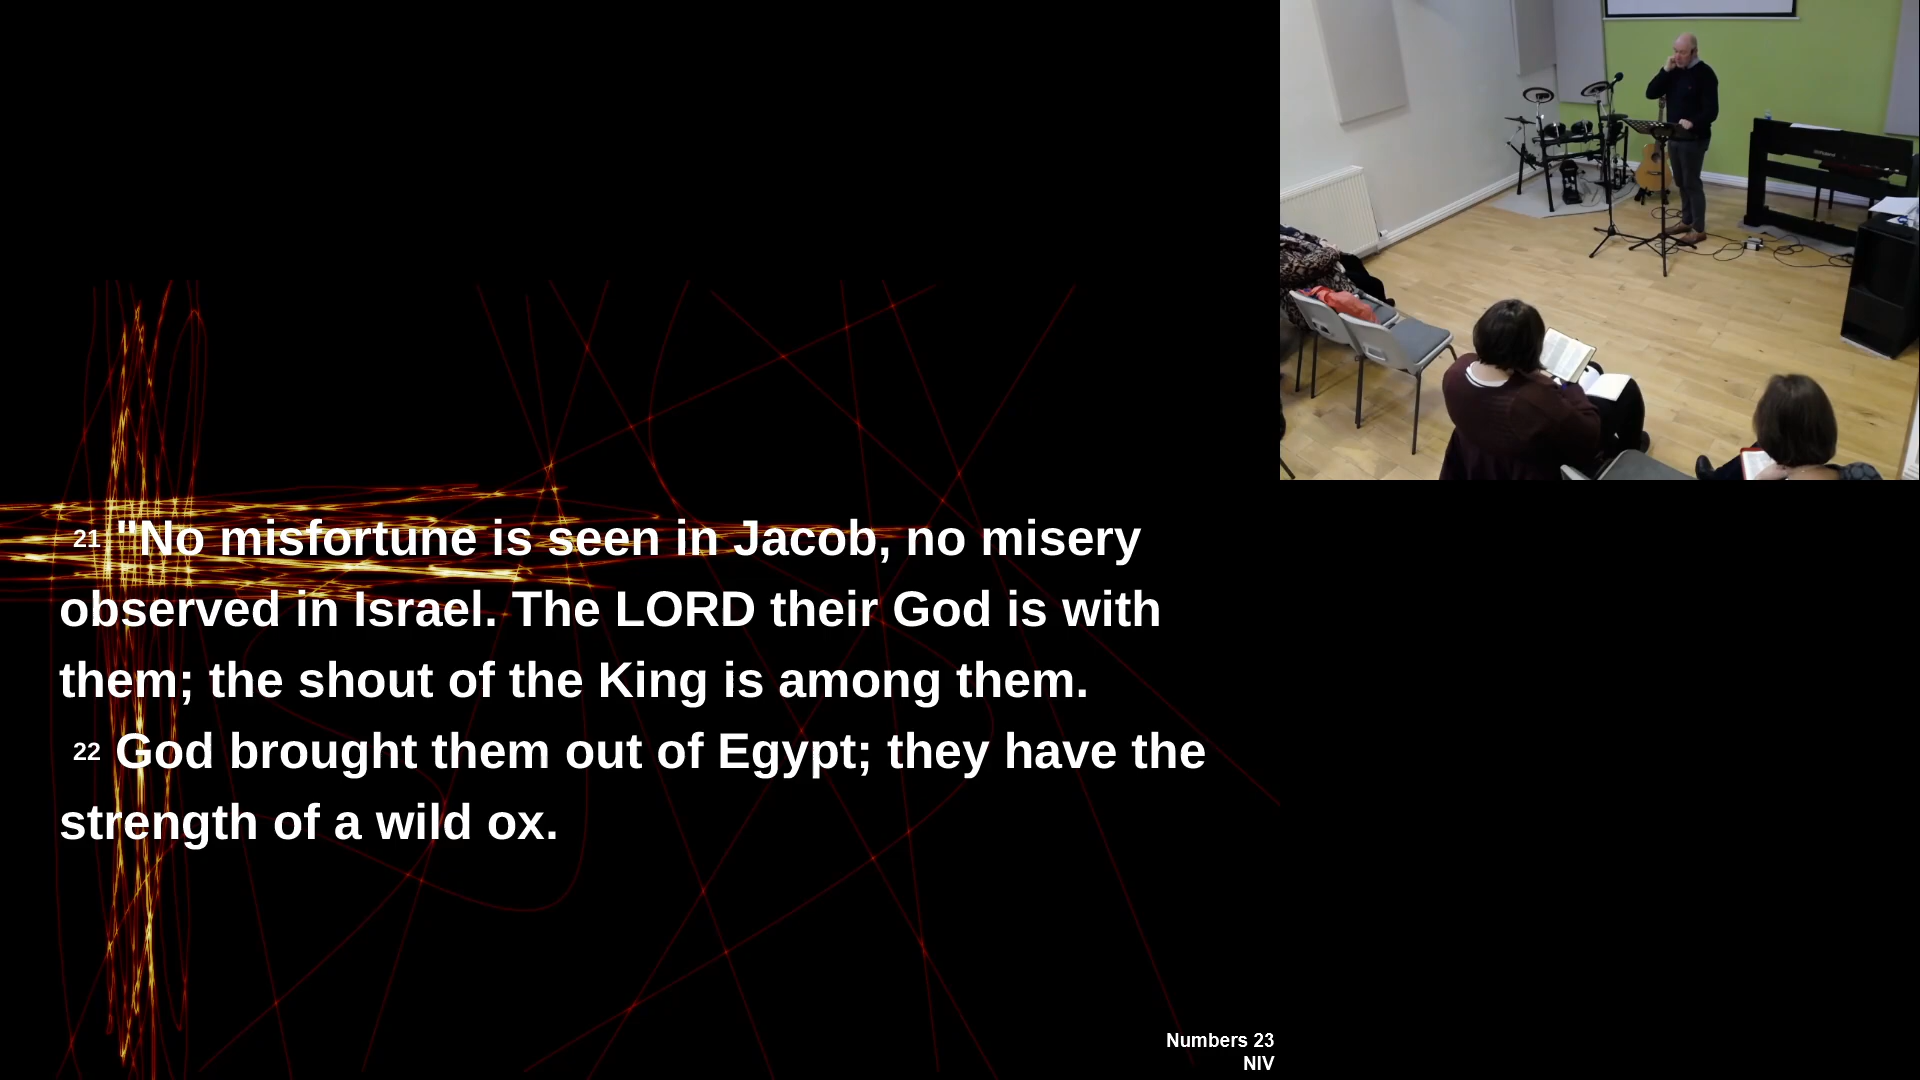 21 "No misfortune is seen in Jacob, no misery
observed in Israel. The LORD their God is with
them; the shout of the King is among them.
22 God brought them out of Egypt; they have the
strength of a wild ox.
Numbers 23
NIV